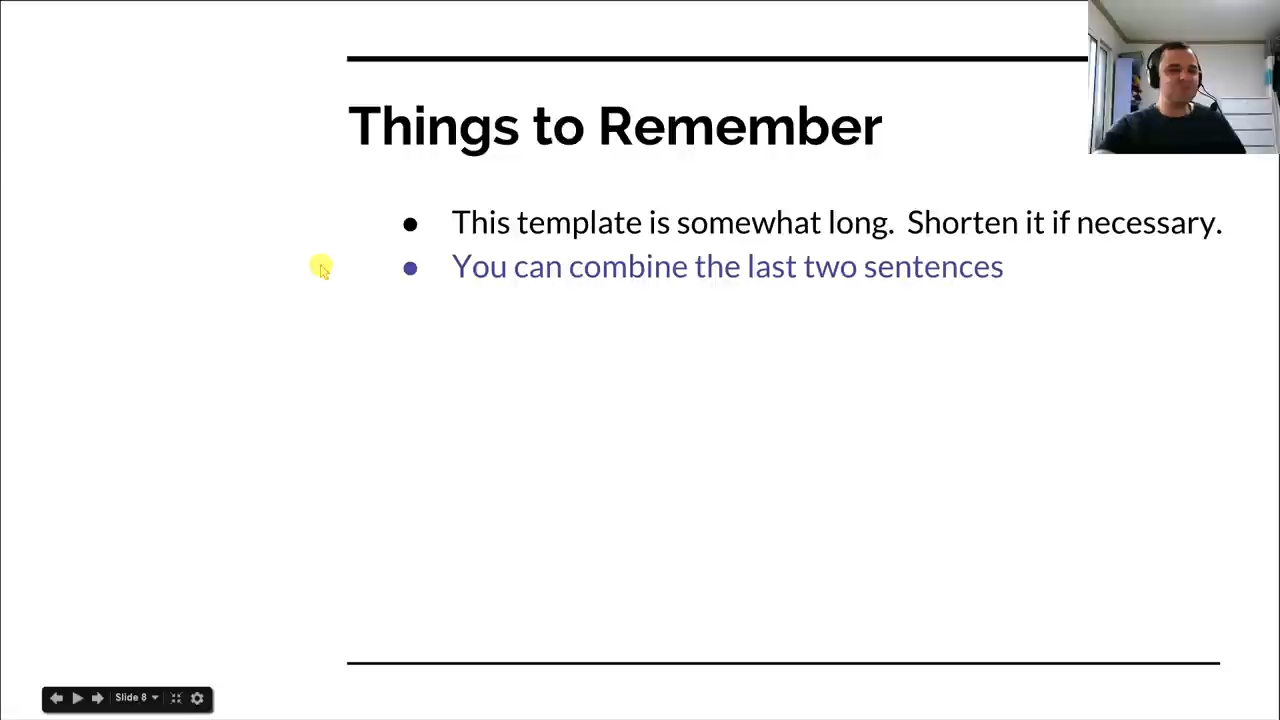 Things to Remember
● This template is somewhat long.  Shorten it if necessary.
● You can combine the last two sentences
Slide 8